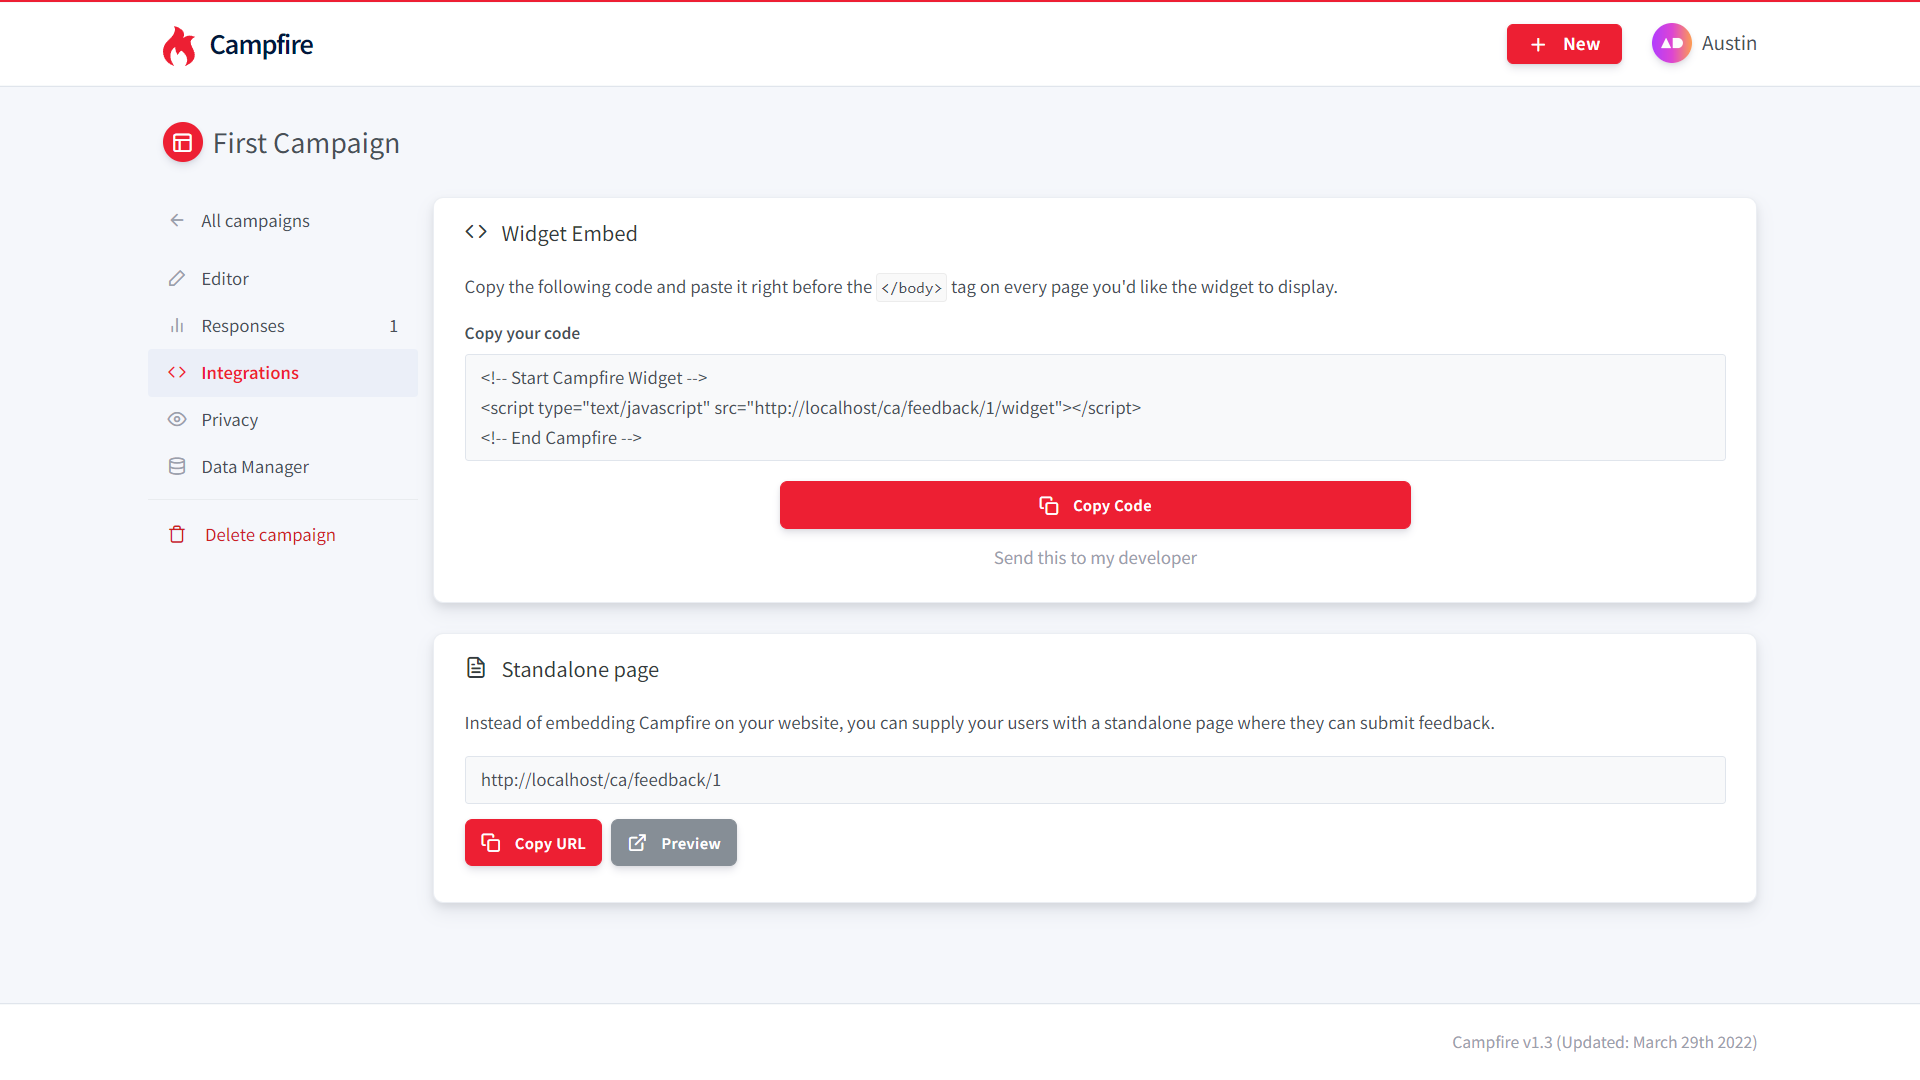 Campfire
New
AD
Austin
First Campaign
All campaigns
Editor
Responses 1
Integrations
Privacy
Data Manager
Delete campaign
Widget Embed
Copy the following code and paste it right before the </body> tag on every page you'd like the widget to display.
Copy your code
<!-- Start Campfire Widget -->
<script type="text/javascript" src="http://localhost/ca/feedback/1/widget"></script>
<!-- End Campfire -->
Copy Code
Send this to my developer
Standalone page
Instead of embedding Campfire on your website, you can supply your users with a standalone page where they can submit feedback.
http://localhost/ca/feedback/1
Copy URL
Preview
Campfire v1.3 (Updated: March 29th 2022)